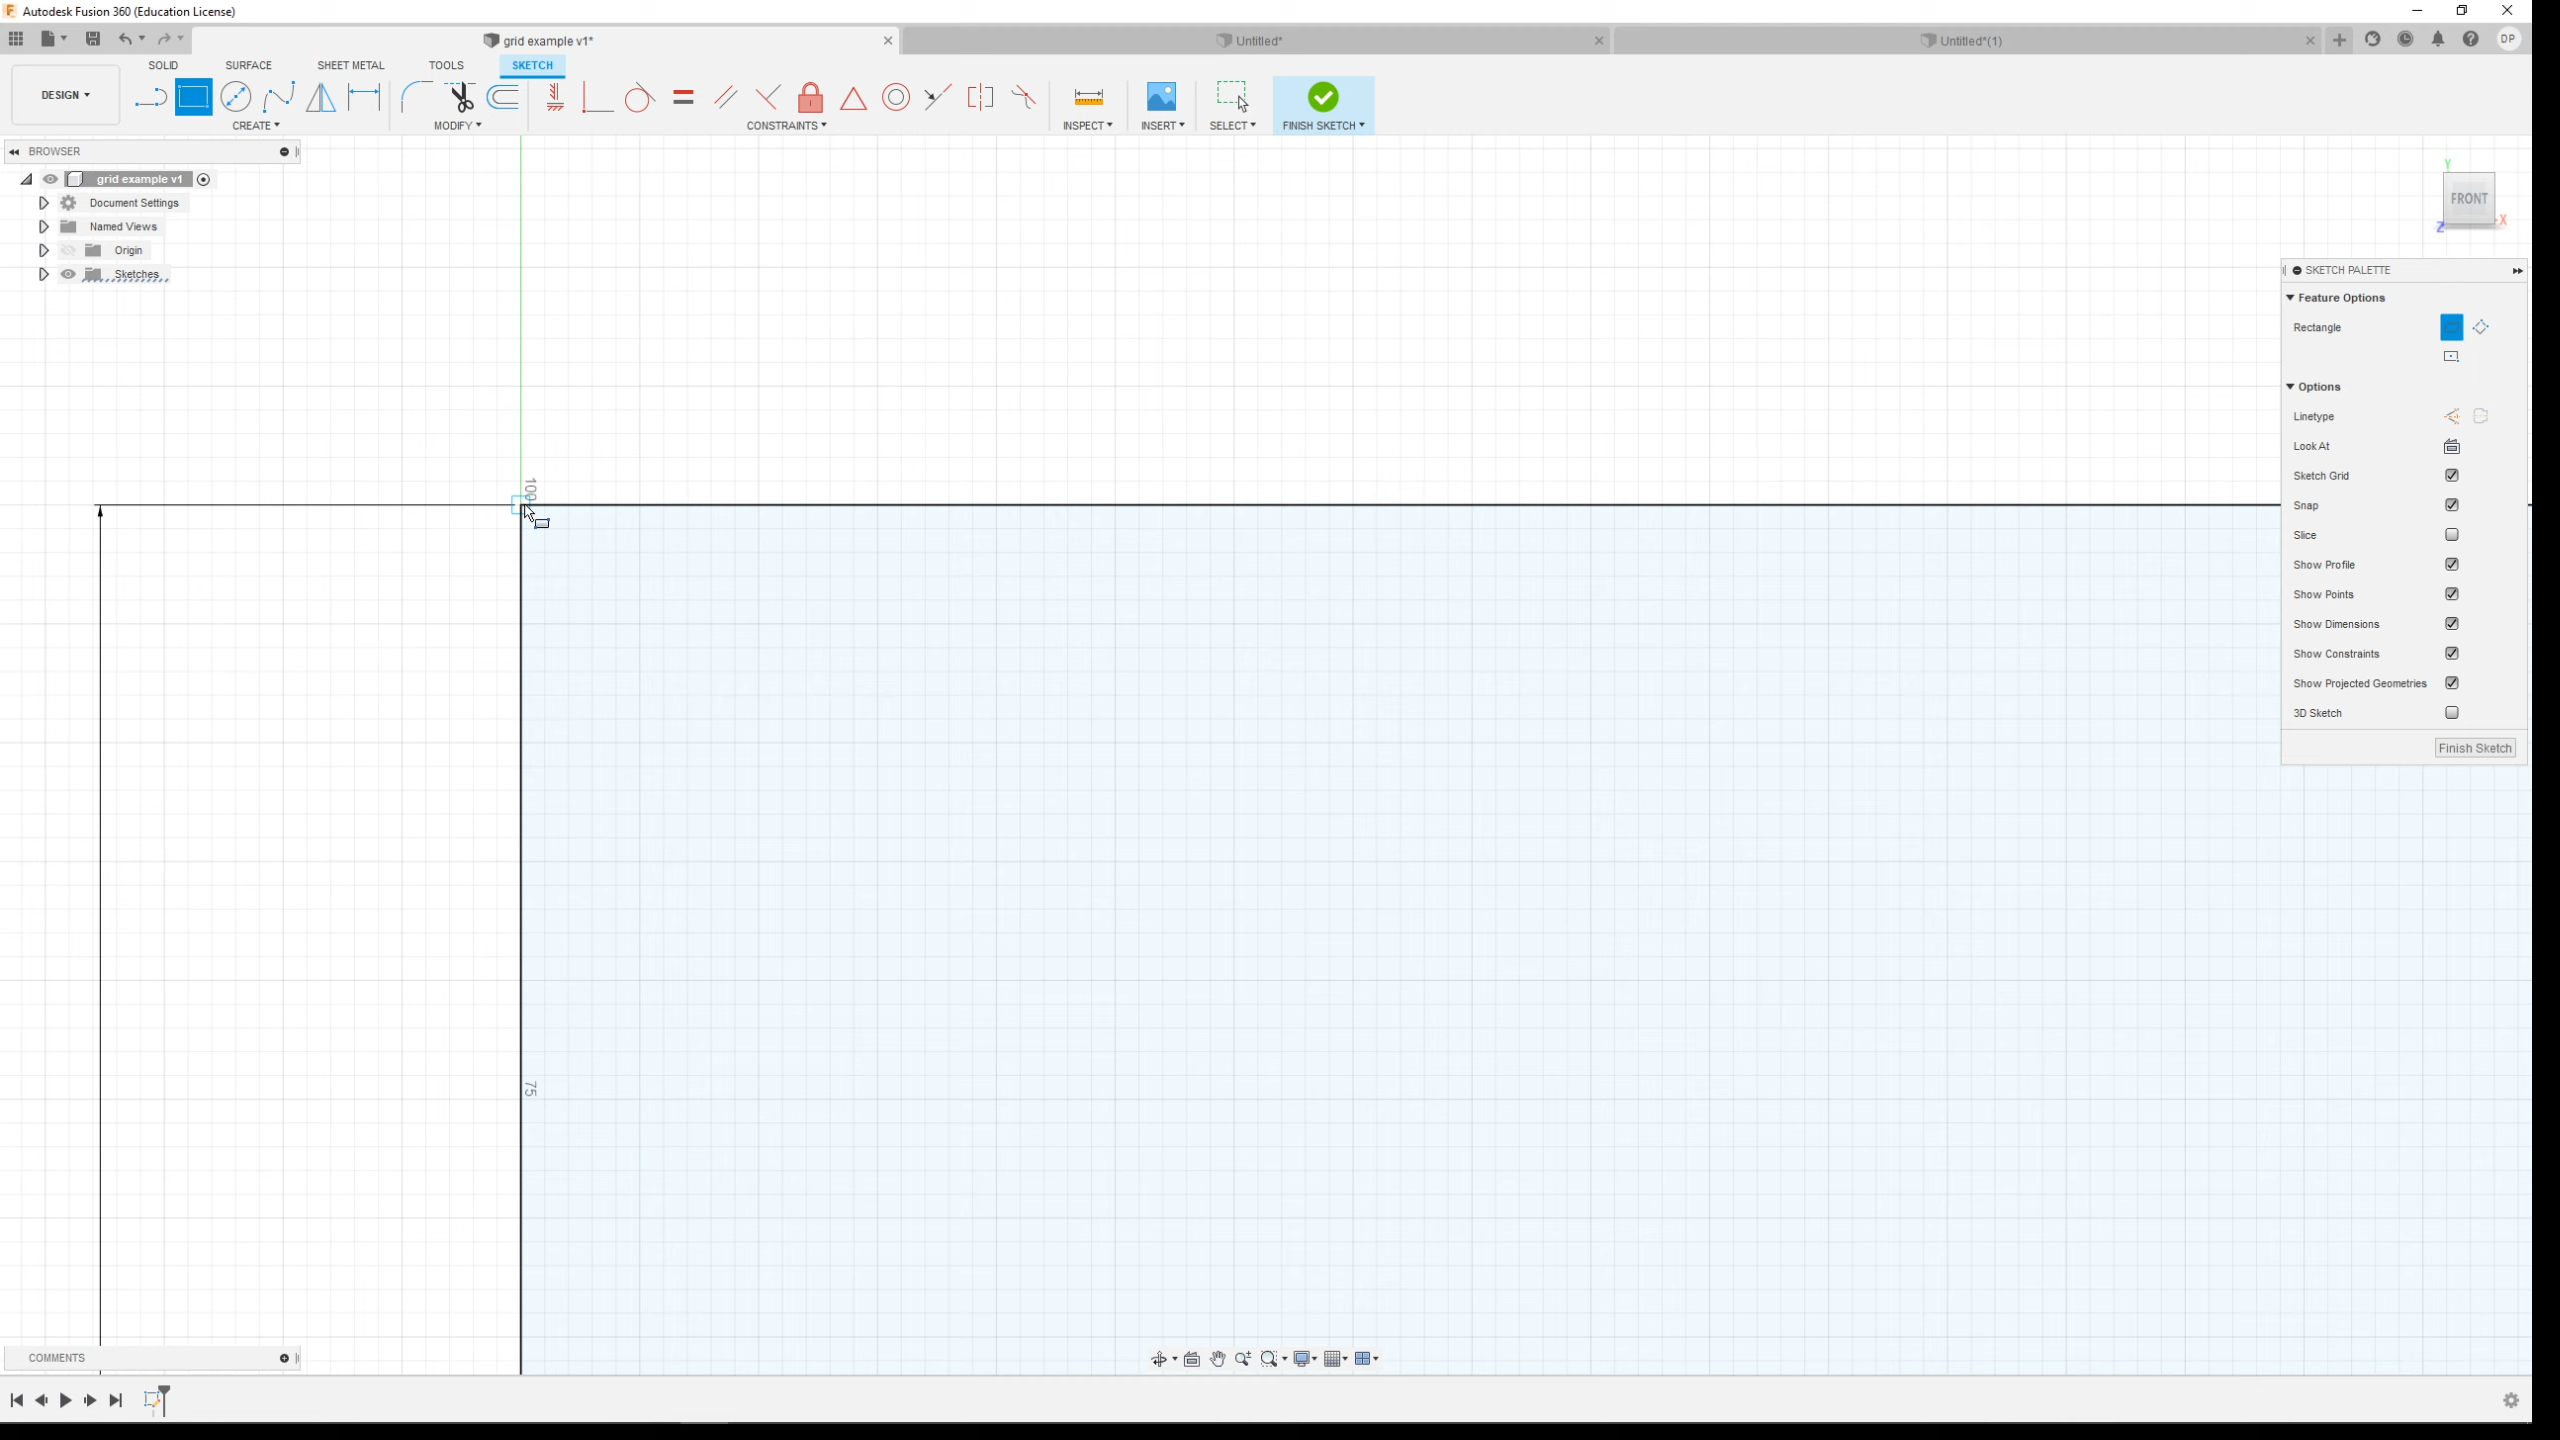 Autodesk Fusion 360 (Education License)
grid example v1*
Untitled*
Untitled*(1)
DP
SOLID
SURFACE
SHEET METAL
TOOLS
SKETCH
DESIGN
CREATE
MODIFY
CONSTRAINTS
INSPECT
INSERT
SELECT
FINISH SKETCH
BROWSER
grid example v1
Document Settings
Named Views
Origin
Sketches
Y
FRONT
X
Z
SKETCH PALETTE
Feature Options
Rectangle
Options
Linetype
Look At
Sketch Grid
Snap
Slice
Show Profile
Show Points
Show Dimensions
Show Constraints
Show Projected Geometries
3D Sketch
Finish Sketch
100
75
COMMENTS